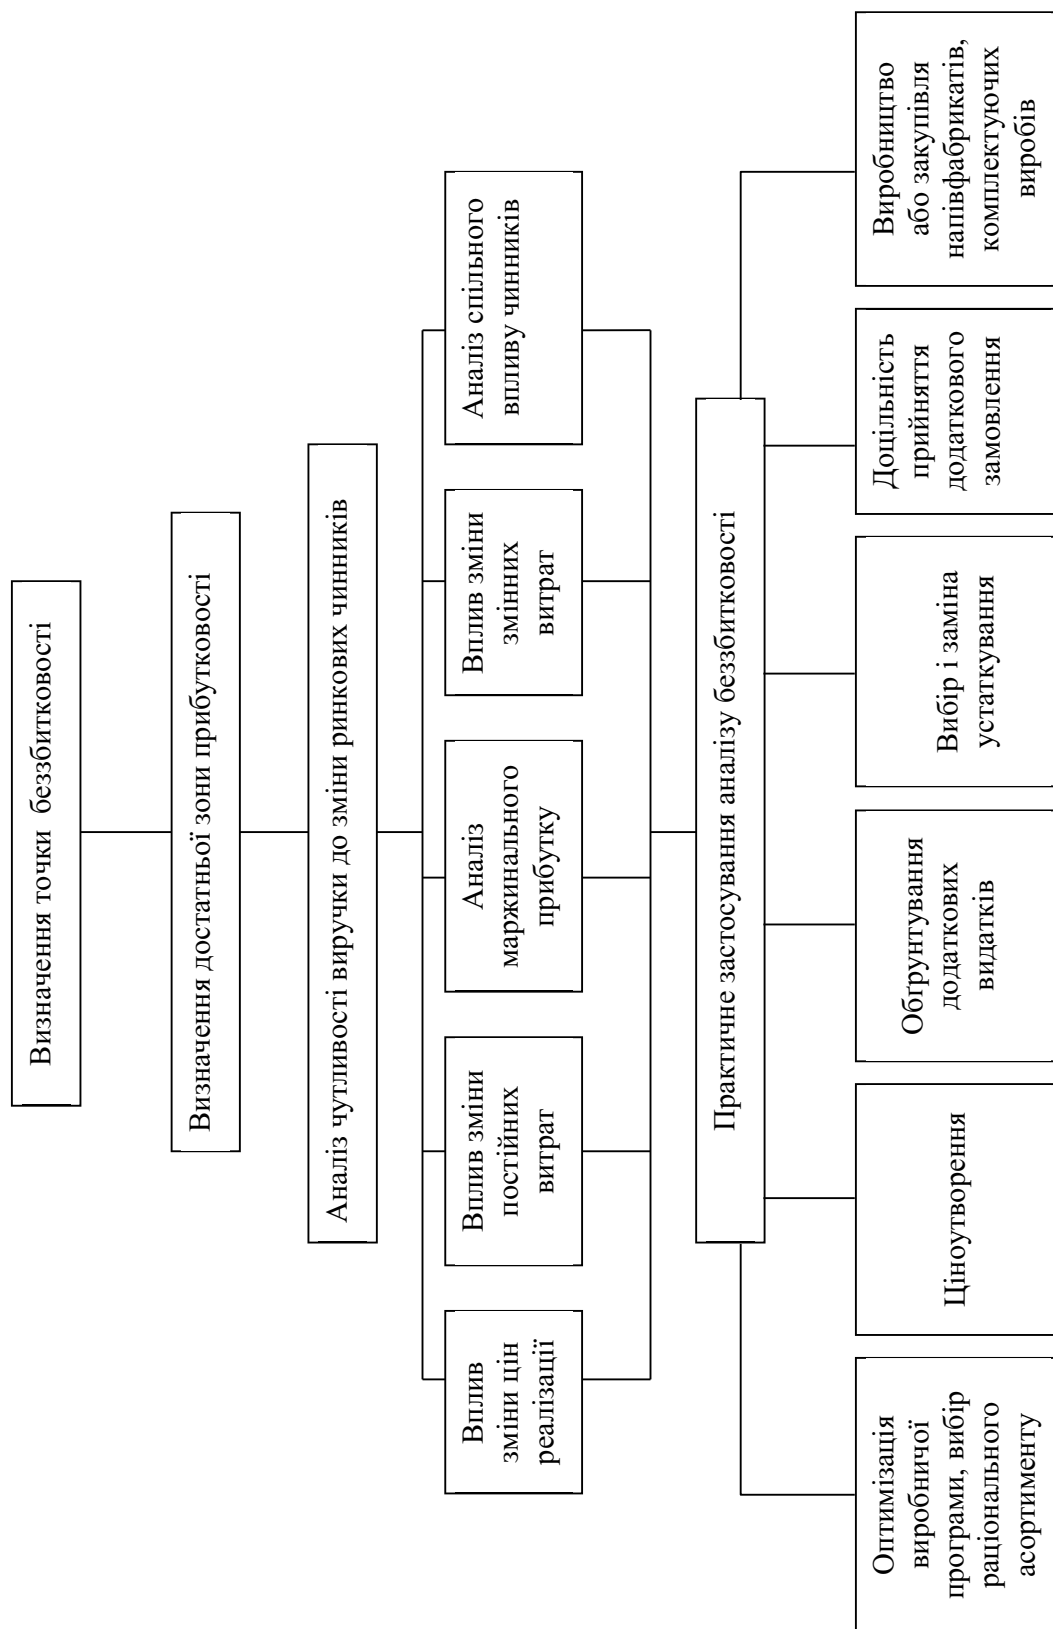 Визначення точки беззбитковості
Визначення достатньої зони прибутковості
Аналіз чутливості виручки до зміни ринкових чинників
Вплив
зміни цін
реалізації
Вплив зміни
постійних
витрат
Аналіз
маржинального
прибутку
Вплив зміни
змінних
витрат
Аналіз спільного
впливу чинників
Практичне застосування аналізу беззбитковості
Оптимізація
виробничої
програми, вибір
раціонального
асортименту
Ціноутворення
Обґрунтування
додаткових
видатків
Вибір і заміна
устаткування
Доцільність
прийняття
додаткового
замовлення
Виробництво
або закупівля
напівфабрикатів,
комплектуючих
виробів